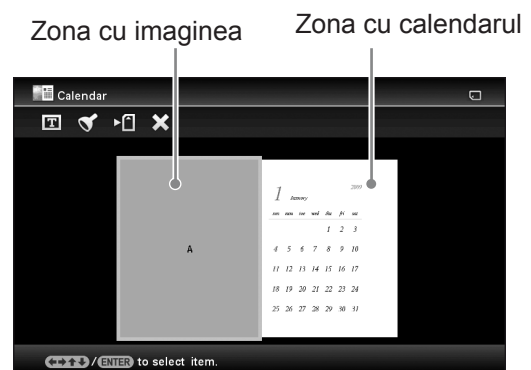 Zona cu imaginea Zona cu calendarul
Calendar
T
A
1 January 2009
sun mon tue wed thu fri sat
1 2 3
4 5 6 7 8 9 10
11 12 13 14 15 16 17
18 19 20 21 22 23 24
25 26 27 28 29 30 31
/ENTER to select item.